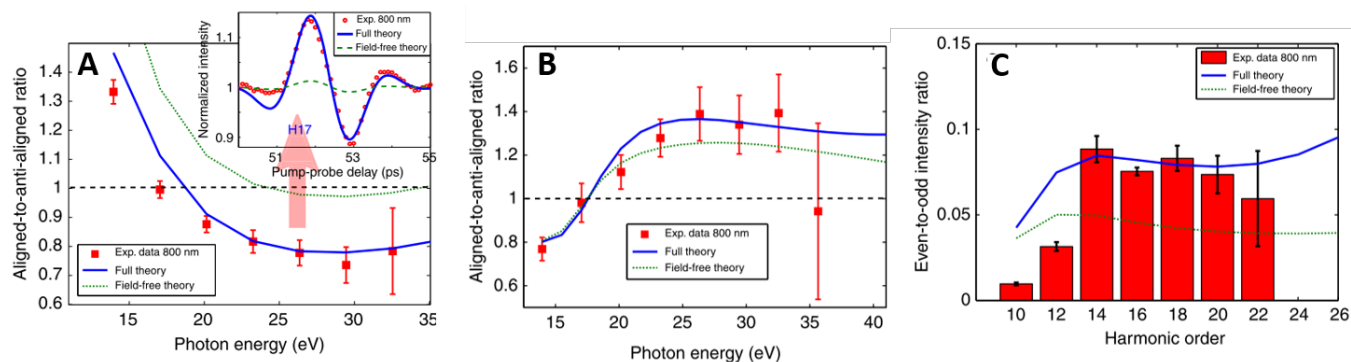 A
Aligned-to-anti-aligned ratio
1.4
1.3
1.2
1.1
1
0.9
0.8
0.7
0.6
15
20
25
30
35
Photon energy (eV)
Exp. data 800 nm
Full theory
Field-free theory
Normalized intensity
1.1
1
0.9
Exp. 800 nm
Full theory
Field-free theory
H17
51
53
55
Pump-probe delay (ps)
B
Aligned-to-anti-aligned ratio
1.8
1.6
1.4
1.2
1
0.8
0.6
15
20
25
30
35
40
Photon energy (eV)
Exp. data 800 nm
Full theory
Field-free theory
C
Even-to-odd intensity ratio
0.15
0.1
0.05
0
10
12
14
16
18
20
22
24
26
Harmonic order
Exp. data 800 nm
Full theory
Field-free theory